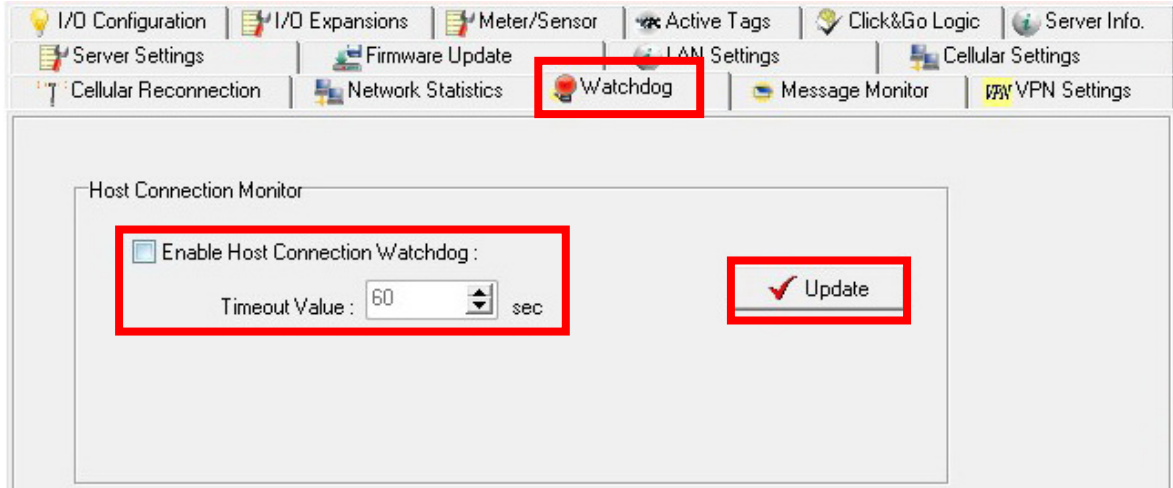 I/O Configuration I/O Expansions Meter/Sensor Active Tags Click&Go Logic Server Info.
Server Settings Firmware Update LAN Settings Cellular Settings
Cellular Reconnection Network Statistics Watchdog Message Monitor VPN VPN Settings
Host Connection Monitor
Enable Host Connection Watchdog :
Update
Timeout Value : 60 sec